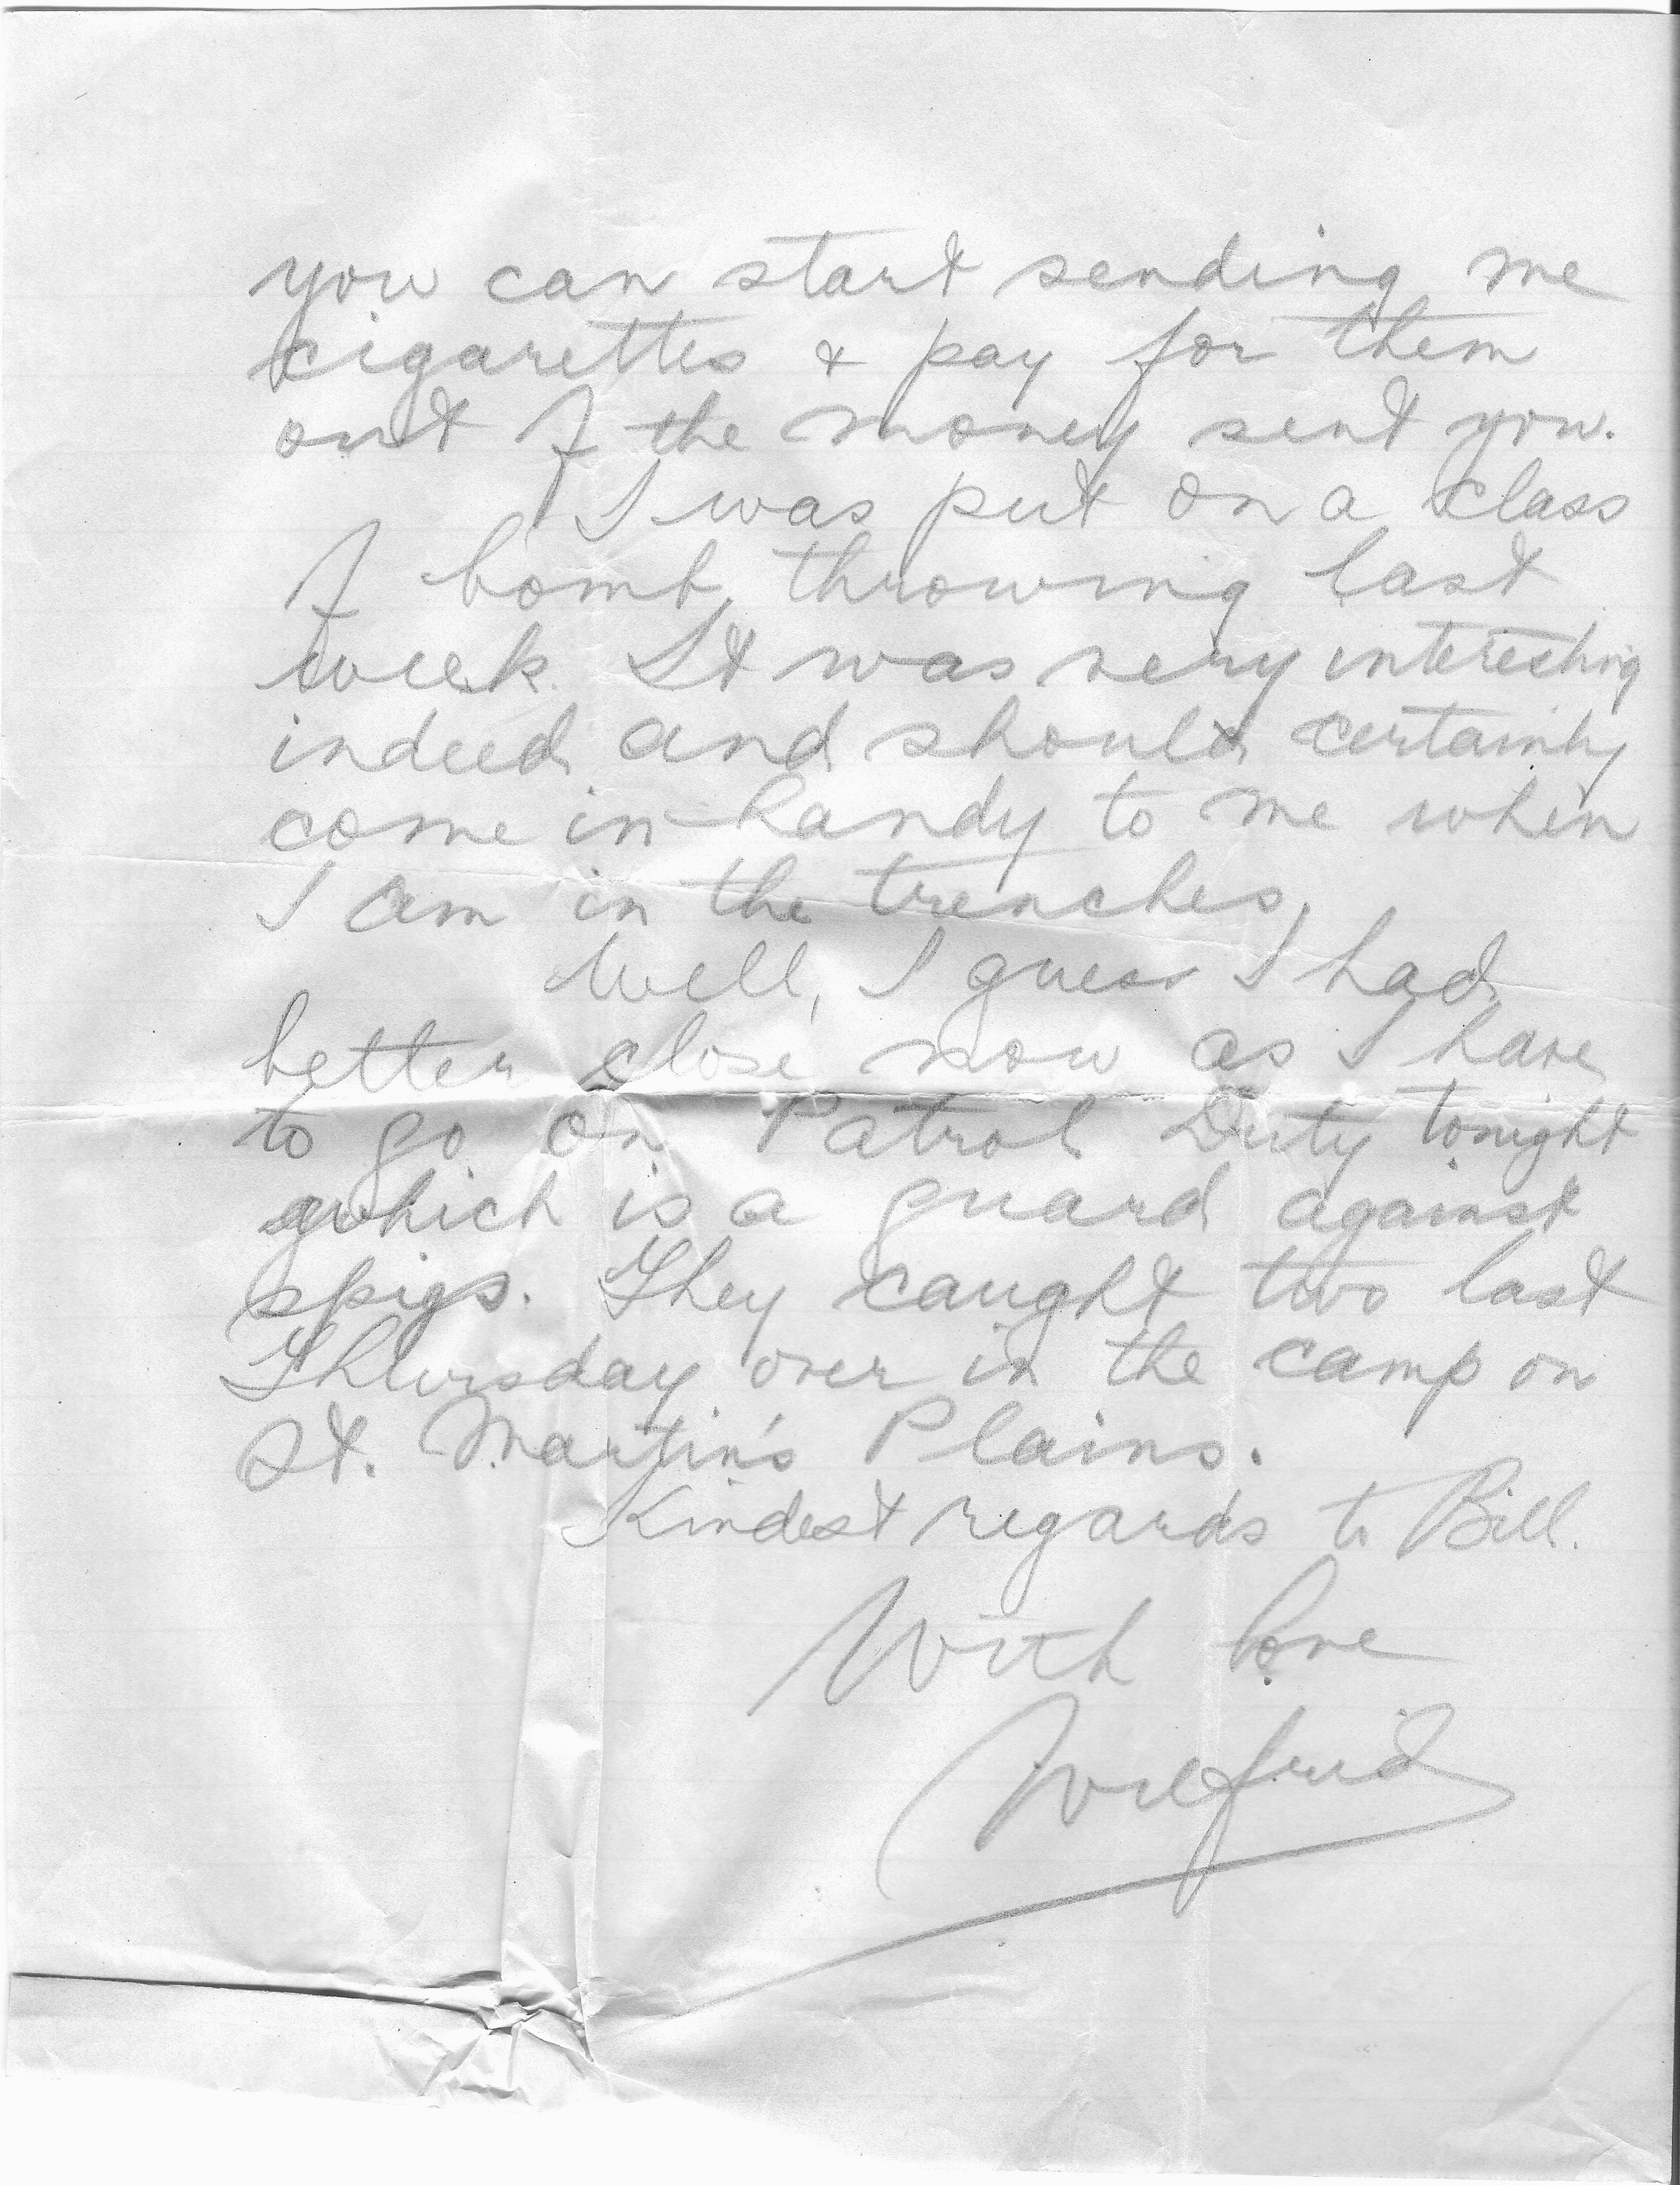 you can start sending me
cigarettes & pay for them
out of the money sent you.
I was put on a class
of bomb throwing last
week. It was very interesting
indeed and should certainly
come in handy to me when
I am in the trenches.
Well, I guess I had
better close now as I have
to go on Patrol Duty tonight
which is a guard against
spigs. They caught two last
Thursday over in the camp on
St. Martin's Plains.
Kindest regards to Bill.
With love
Wilfrid